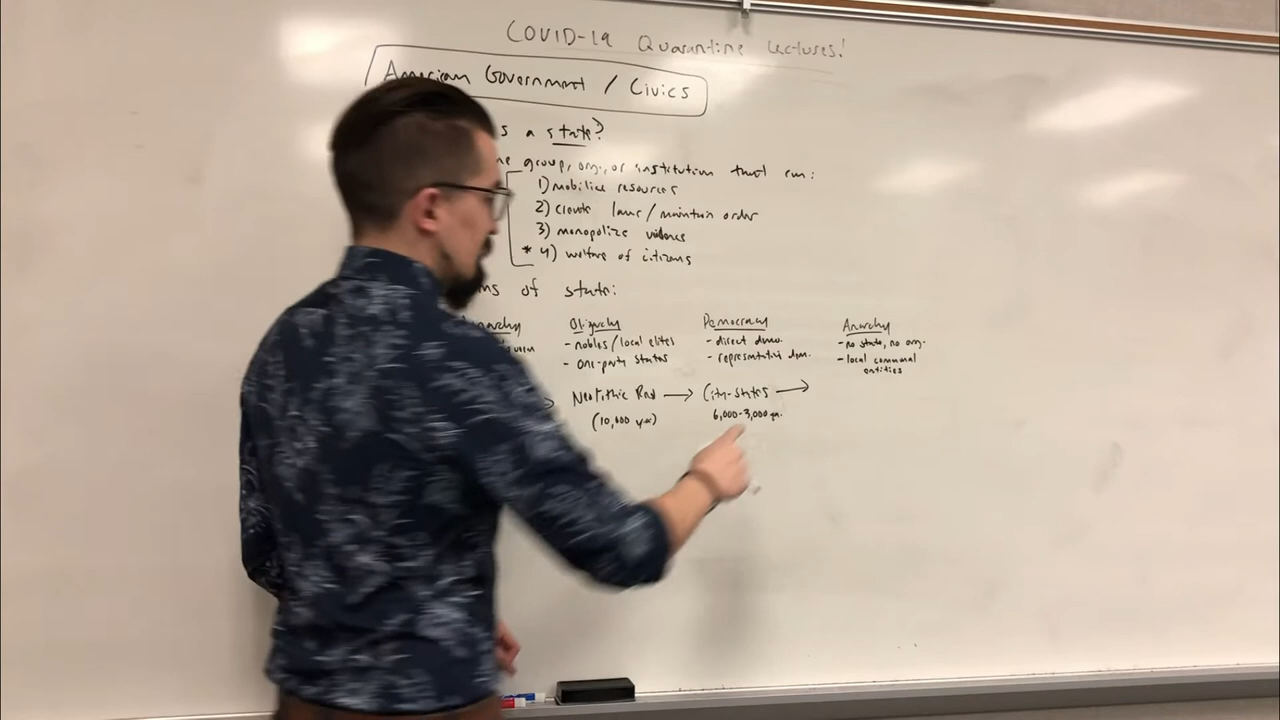 COVID-19 Quarantine Lectures!
American Government / Civics
s a state?
group, org., or institution that can:
1) mobilize resources
2) create laws/maintain order
3) monopolize violence
* 4) welfare of citizens
ms of state:
narchy Oligarchy Democracy Anarchy
- nobles/local elites - direct demo. - no state, no org.
- one-party states - representative dem. - local communal
entities
→ Neolithic Rev → City-states →
(10,000 ya) 6,000-3,000 ya.